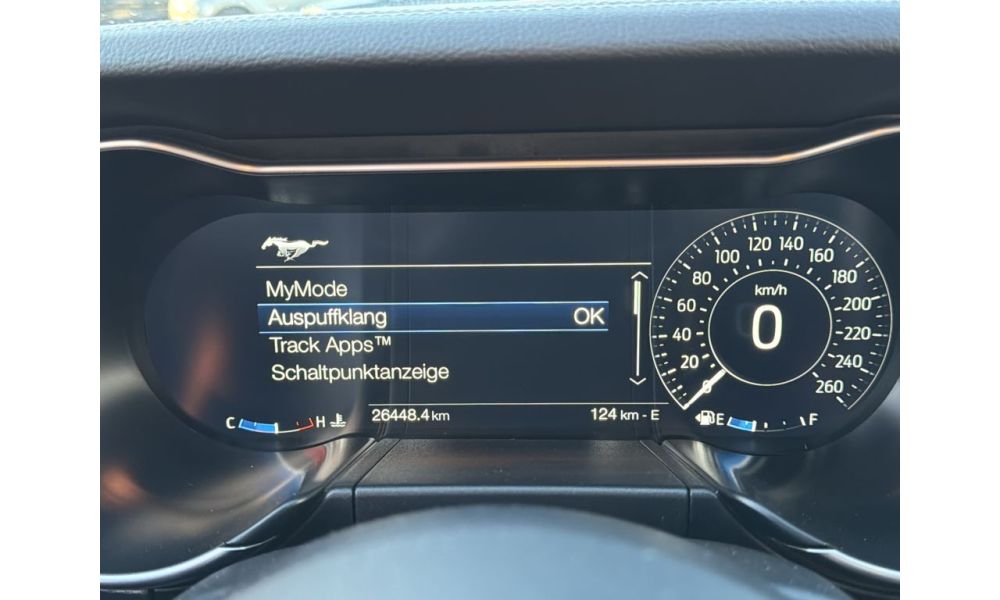 MyMode
Auspuffklang OK
Track Apps™
Schaltpunktanzeige
C H
26448.4 km 124 km - E
E F
km/h
0
0
20
40
60
80
100
120
140
160
180
200
220
240
260